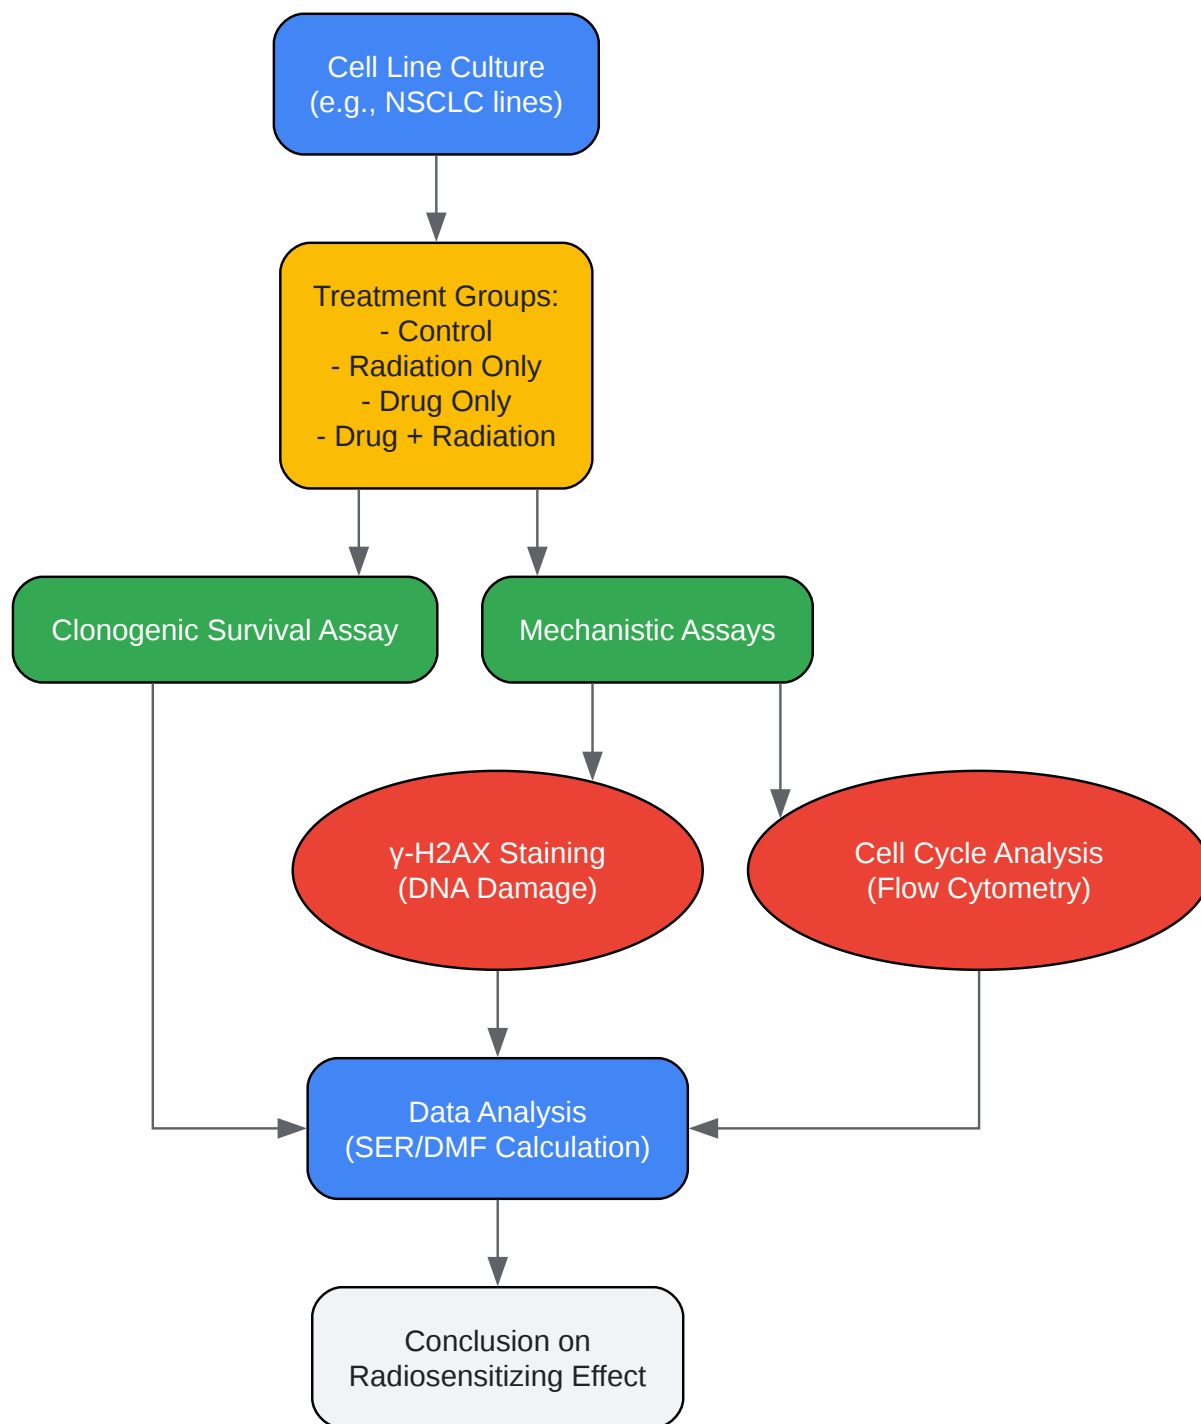 Cell Line Culture
(e.g., NSCLC lines)
Treatment Groups:
- Control
- Radiation Only
- Drug Only
- Drug + Radiation
Clonogenic Survival Assay
Mechanistic Assays
γ-H2AX Staining
(DNA Damage)
Cell Cycle Analysis
(Flow Cytometry)
Data Analysis
(SER/DMF Calculation)
Conclusion on
Radiosensitizing Effect